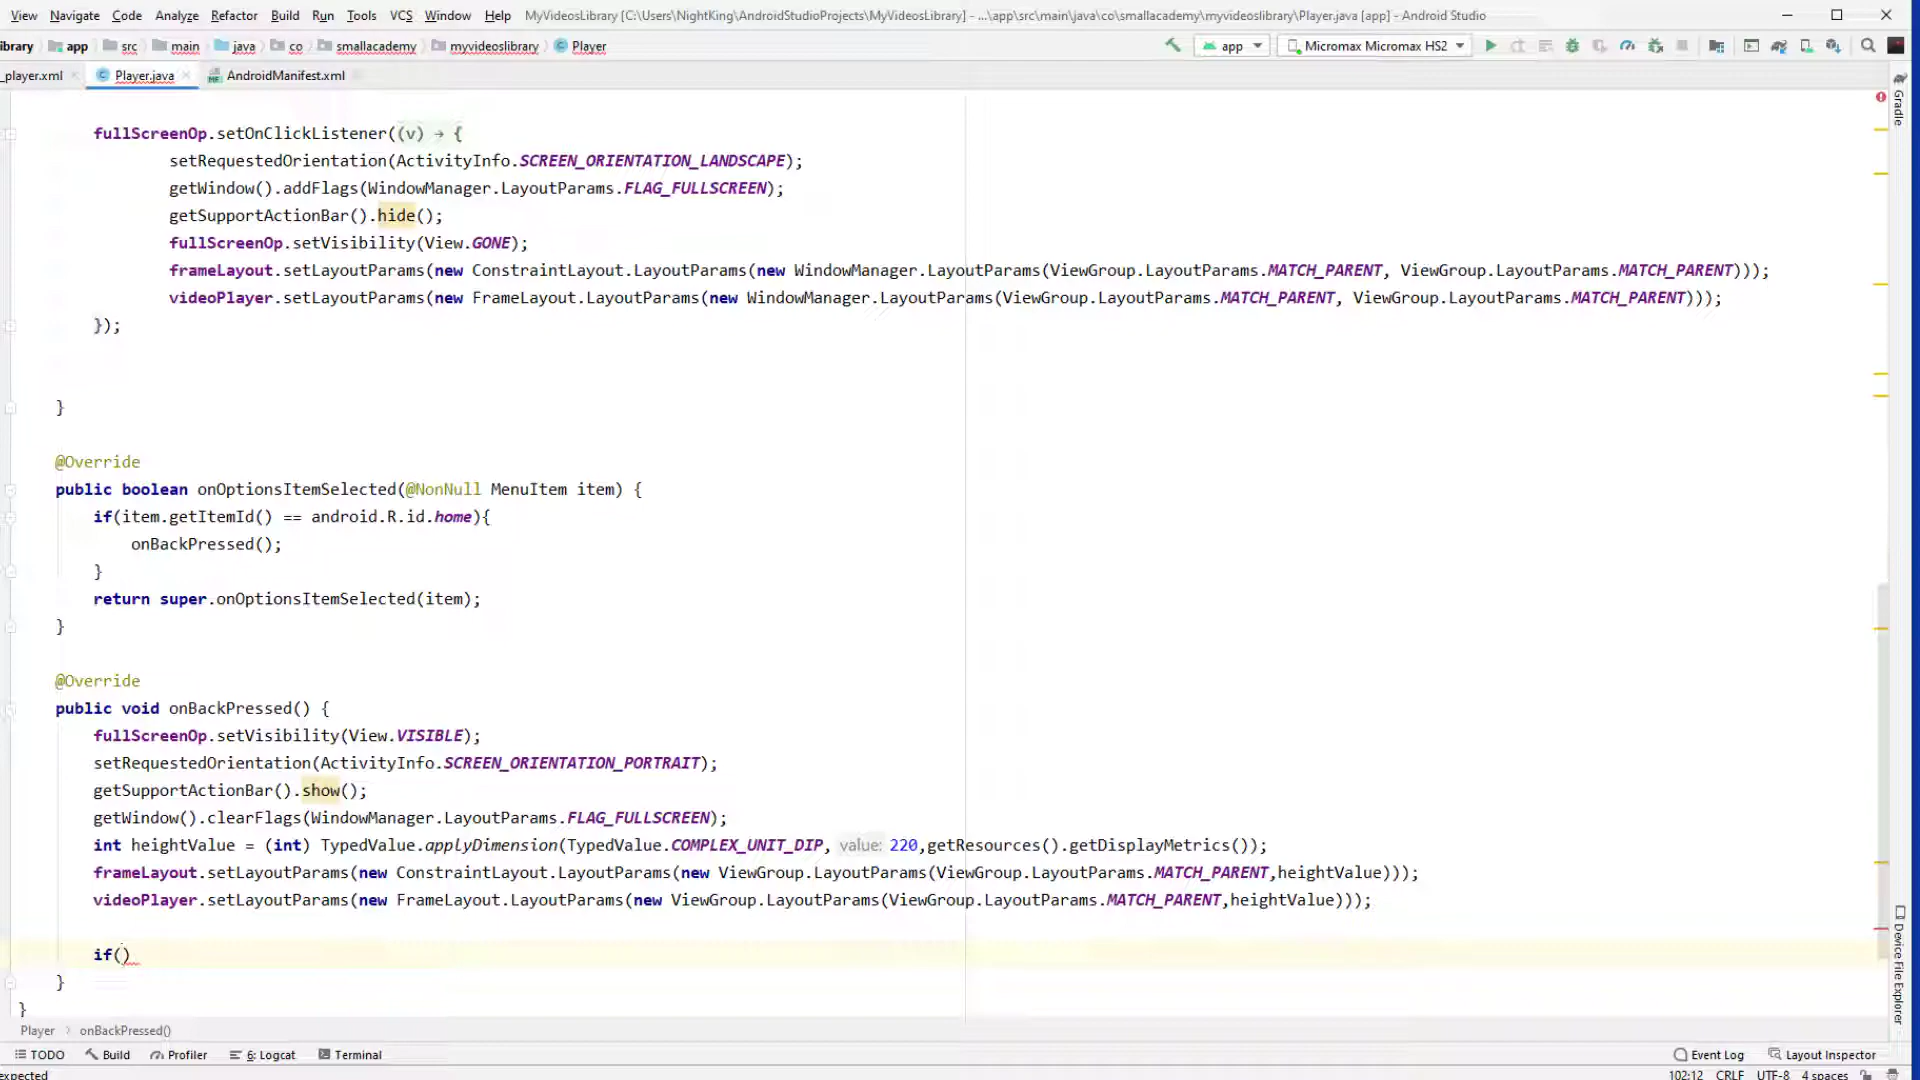 View Navigate Code Analyze Refactor Build Run Tools VCS Window Help MyVideosLibrary [C:\Users\NightKing\AndroidStudioProjects\MyVideosLibrary] - ...\app\src\main\java\co\smallacademy\myvideoslibrary\Player.java [app] - Android Studio
ibrary app src main java co smallacademy myvideoslibrary Player app Micromax Micromax HS2
_player.xml Player.java AndroidManifest.xml
Gradle
fullScreenOp.setOnClickListener((v) → {
setRequestedOrientation(ActivityInfo.SCREEN_ORIENTATION_LANDSCAPE);
getWindow().addFlags(WindowManager.LayoutParams.FLAG_FULLSCREEN);
getSupportActionBar().hide();
fullScreenOp.setVisibility(View.GONE);
frameLayout.setLayoutParams(new ConstraintLayout.LayoutParams(new WindowManager.LayoutParams(ViewGroup.LayoutParams.MATCH_PARENT, ViewGroup.LayoutParams.MATCH_PARENT)));
videoPlayer.setLayoutParams(new FrameLayout.LayoutParams(new WindowManager.LayoutParams(ViewGroup.LayoutParams.MATCH_PARENT, ViewGroup.LayoutParams.MATCH_PARENT)));
});
}
@Override
public boolean onOptionsItemSelected(@NonNull MenuItem item) {
if(item.getItemId() == android.R.id.home){
onBackPressed();
}
return super.onOptionsItemSelected(item);
}
@Override
public void onBackPressed() {
fullScreenOp.setVisibility(View.VISIBLE);
setRequestedOrientation(ActivityInfo.SCREEN_ORIENTATION_PORTRAIT);
getSupportActionBar().show();
getWindow().clearFlags(WindowManager.LayoutParams.FLAG_FULLSCREEN);
int heightValue = (int) TypedValue.applyDimension(TypedValue.COMPLEX_UNIT_DIP, value: 220,getResources().getDisplayMetrics());
frameLayout.setLayoutParams(new ConstraintLayout.LayoutParams(new ViewGroup.LayoutParams(ViewGroup.LayoutParams.MATCH_PARENT,heightValue)));
videoPlayer.setLayoutParams(new FrameLayout.LayoutParams(new ViewGroup.LayoutParams(ViewGroup.LayoutParams.MATCH_PARENT,heightValue)));
if()
}
}
Device File Explorer
Player onBackPressed()
TODO Build Profiler 6: Logcat Terminal Event Log Layout Inspector
expected 102:12 CRLF UTF-8 4 spaces